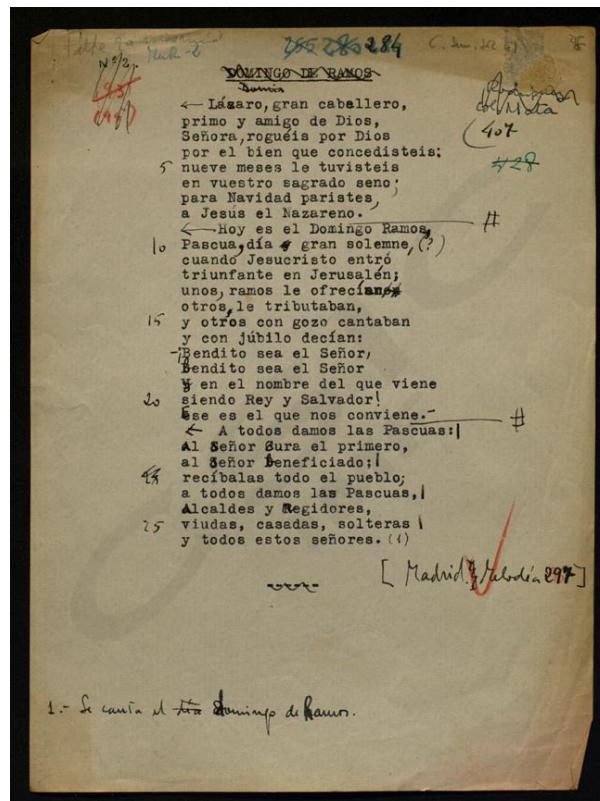 255 285 284
Nº 2
DOMINGO DE RAMOS
← Lázaro, gran caballero,
primo y amigo de Dios,
Señora, roguéis por Dios
por el bien que concedisteis;
5 nueve meses le tuvisteis
en vuestro sagrado seno;
para Navidad paristes,
a Jesús el Nazareno.
← Hoy es el Domingo Ramos, #
10 Pascua, día gran solemne, (?)
cuando Jesucristo entró
triunfante en Jerusalén;
unos, ramos le ofrecían
otros, le tributaban,
15 y otros con gozo cantaban
y con júbilo decían:
-¡Bendito sea el Señor,
Bendito sea el Señor
y en el nombre del que viene
20 siendo Rey y Salvador!
Ese es el que nos conviene.- #
← A todos damos las Pascuas:
Al Señor Cura el primero,
al Señor Beneficiado;
recíbalas todo el pueblo;
a todos damos las Pascuas,
Alcaldes y Regidores,
25 viudas, casadas, solteras
y todos estos señores. (1)
407
428
[Madrid. Melodía 297]
1.- Se canta el día Domingo de Ramos.